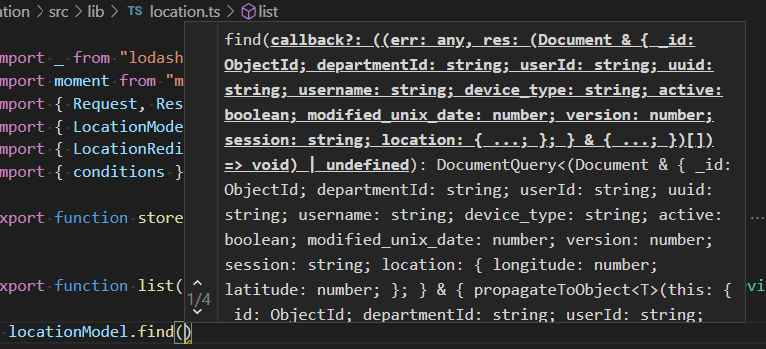 ation > src > lib > TS location.ts > list
mport _ from "lodash
mport moment from "m
mport { Request, Res
mport { LocationMode
mport { LocationRedi
mport { conditions }
xport function store
xport function list(
locationModel.find()
find(callback?: ((err: any, res: (Document & { _id:
ObjectId; departmentId: string; userId: string; uuid:
string; username: string; device_type: string; active:
boolean; modified_unix_date: number; version: number;
session: string; location: { ...; }; } & { ...; })[])
=> void) | undefined): DocumentQuery<(Document & { _id:
ObjectId; departmentId: string; userId: string; uuid:
string; username: string; device_type: string; active:
boolean; modified_unix_date: number; version: number;
session: string; location: { longitude: number;
latitude: number; }; } & { propagateToObject<T>(this: {
_id: ObjectId; departmentId: string; userId: string;
1/4
...
vi